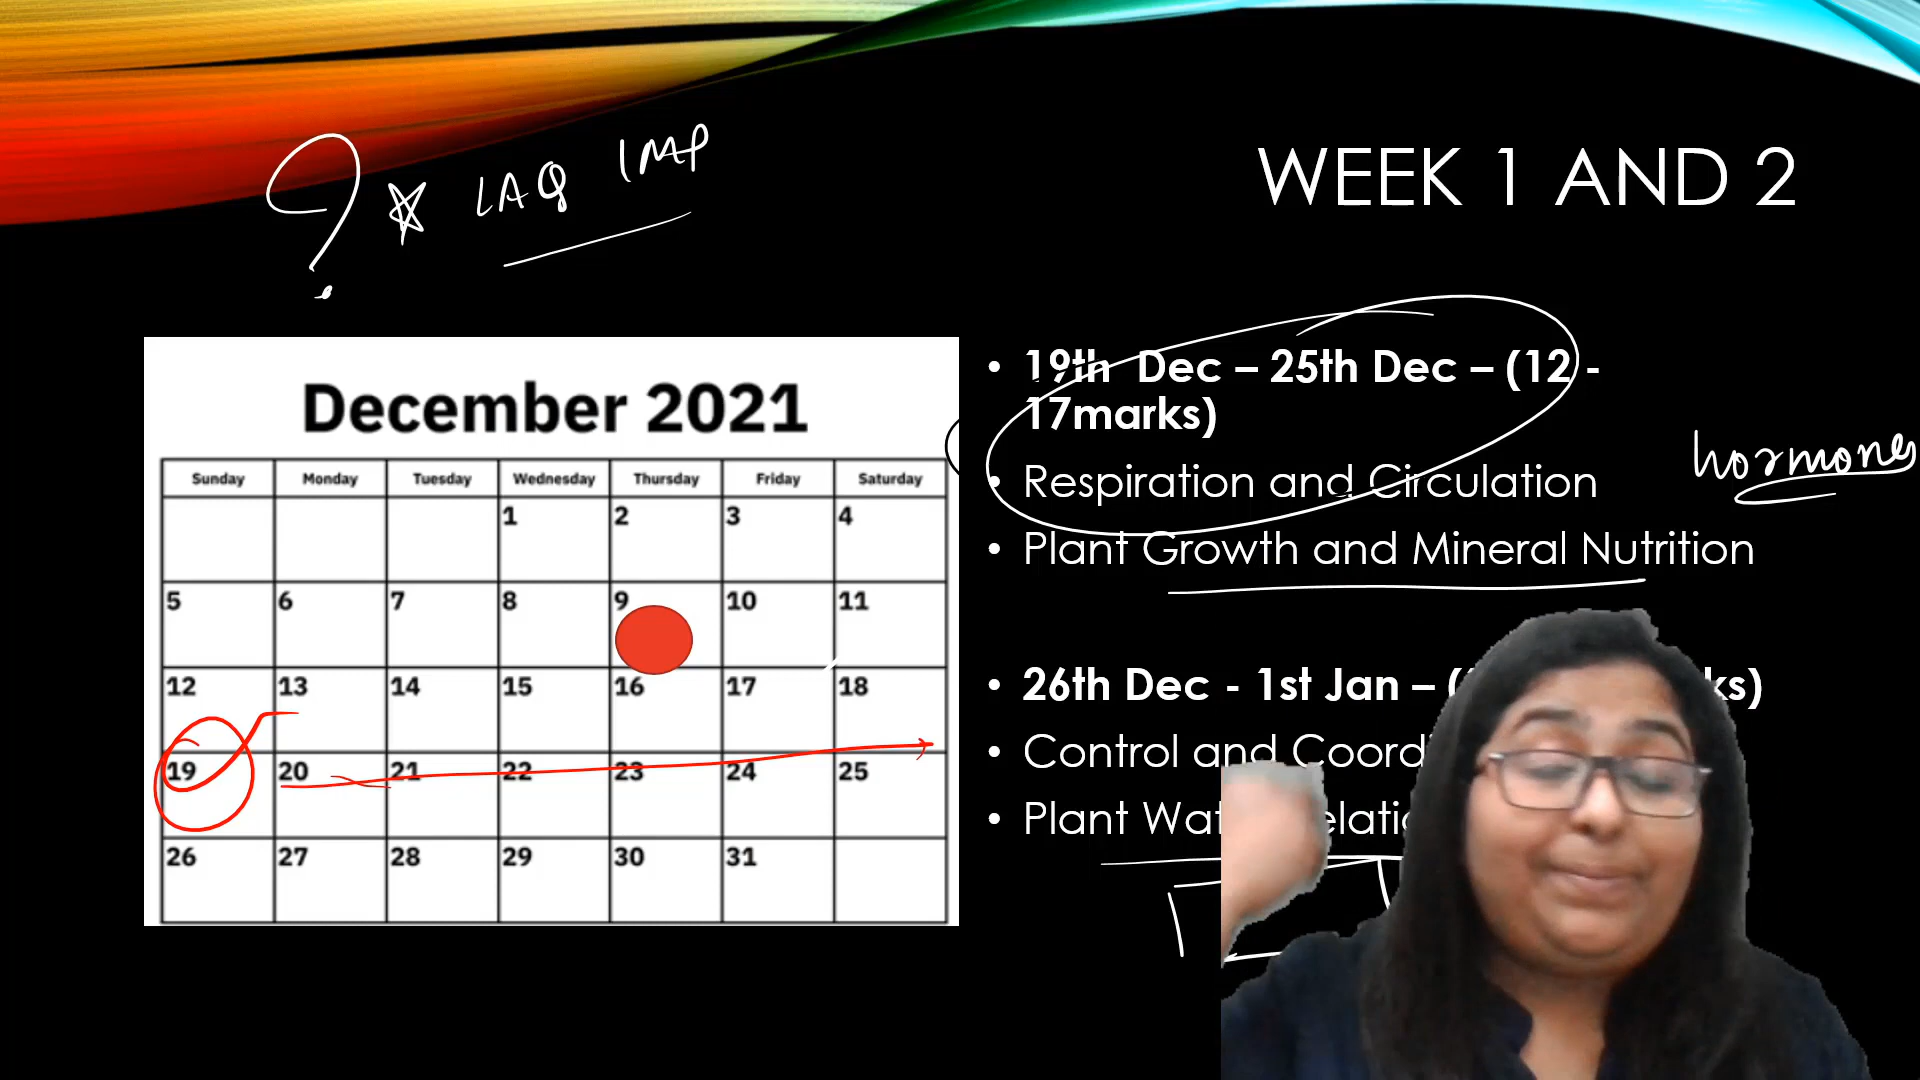 LAQ IMP
WEEK 1 AND 2
December 2021
Sunday Monday Tuesday Wednesday Thursday Friday Saturday
1 2 3 4
5 6 7 8 9 10 11
12 13 14 15 16 17 18
19 20 21 22 23 24 25
26 27 28 29 30 31
• 19th Dec – 25th Dec – (12 -
17marks)
• Respiration and Circulation
hormones
• Plant Growth and Mineral Nutrition
• 26th Dec - 1st Jan – (
• Control and
• Plant